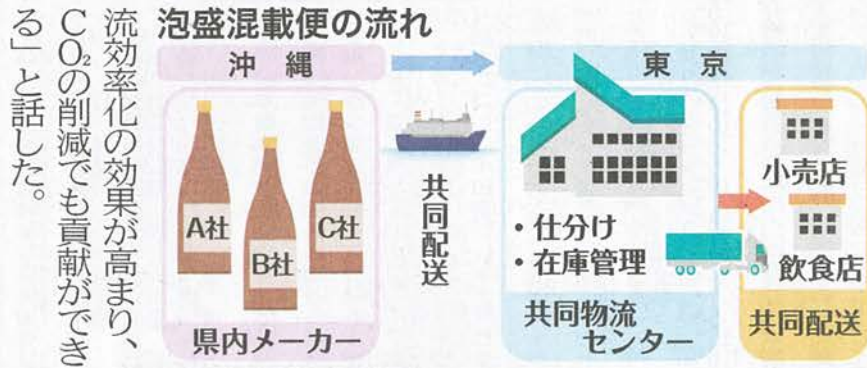 泡盛混載便の流れ
沖縄
東京
A社
B社
C社
県内メーカー
共同配送
・仕分け
・在庫管理
共同物流
センター
小売店
飲食店
共同配送
流効率化の効果が高まり、
CO₂の削減でも貢献ができ
る」と話した。